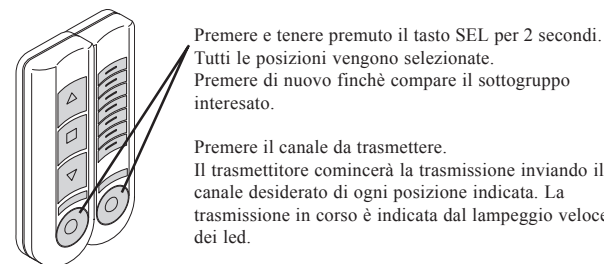 Premere e tenere premuto il tasto SEL per 2 secondi.
Tutti le posizioni vengono selezionate.
Premere di nuovo finchè compare il sottogruppo
interesato.
Premere il canale da trasmettere.
Il trasmettitore comincerà la trasmissione inviando il
canale desiderato di ogni posizione indicata. La
trasmissione in corso è indicata dal lampeggio veloce
dei led.